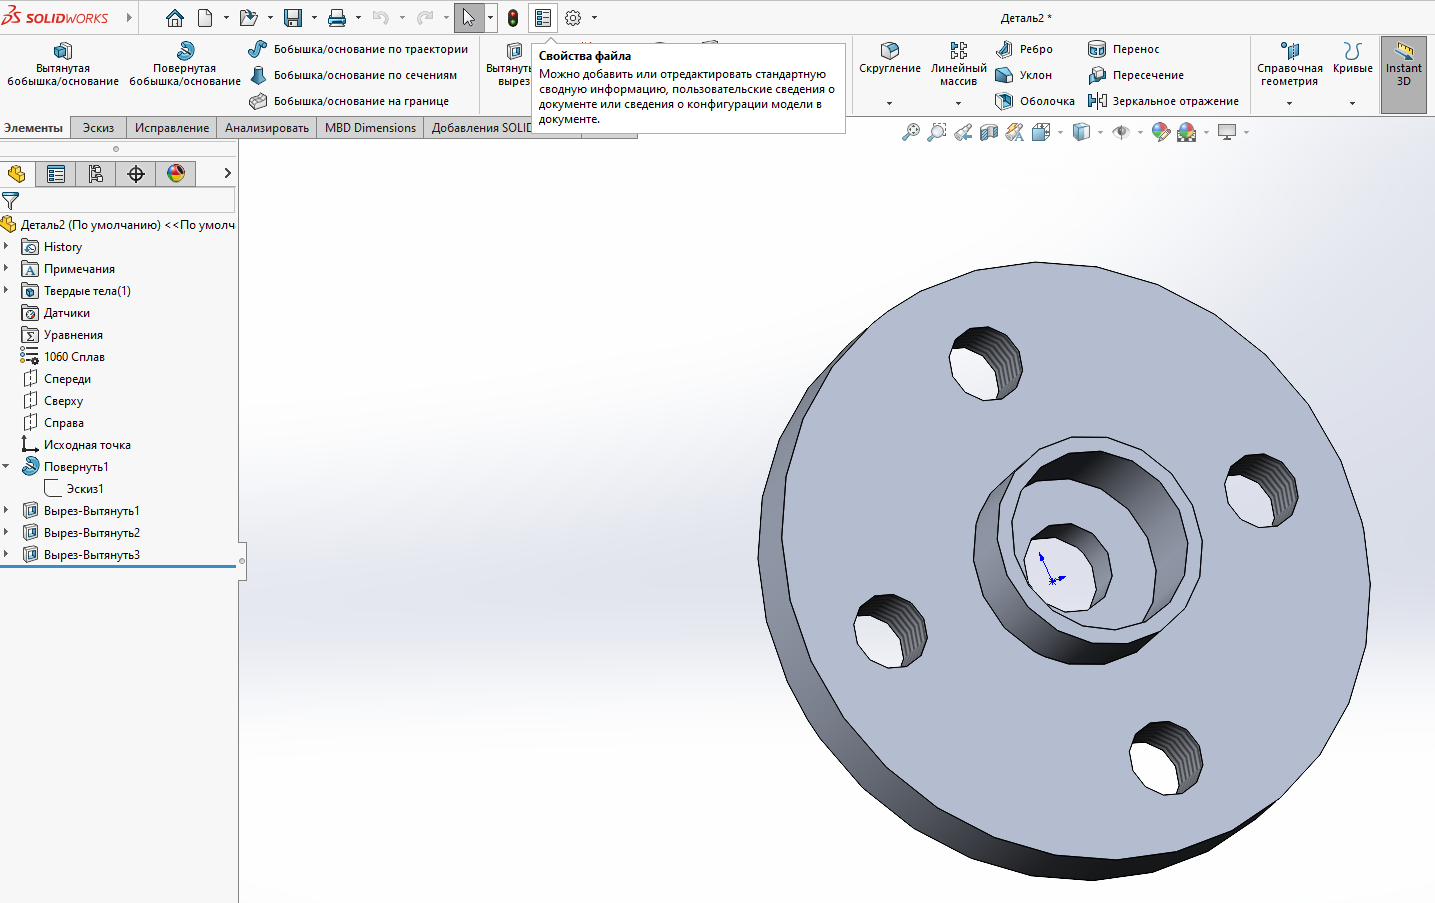 SOLIDWORKS
Деталь2 *
Вытянутая
бобышка/основание
Повернутая
бобышка/основание
Бобышка/основание по траектории
Бобышка/основание по сечениям
Бобышка/основание на границе
Свойства файла
Можно добавить или отредактировать стандартную
сводную информацию, пользовательские сведения о
документе или сведения о конфигурации модели в
документе.
Скругление
Линейный
массив
Ребро
Уклон
Оболочка
Перенос
Пересечение
Зеркальное отражение
Справочная
геометрия
Кривые
Instant
3D
Элементы
Эскиз
Исправление
Анализировать
MBD Dimensions
Добавления SOLID
Деталь2 (По умолчанию) <<По умолч
History
Примечания
Твердые тела(1)
Датчики
Уравнения
1060 Сплав
Спереди
Сверху
Справа
Исходная точка
Повернуть1
Эскиз1
Вырез-Вытянуть1
Вырез-Вытянуть2
Вырез-Вытянуть3